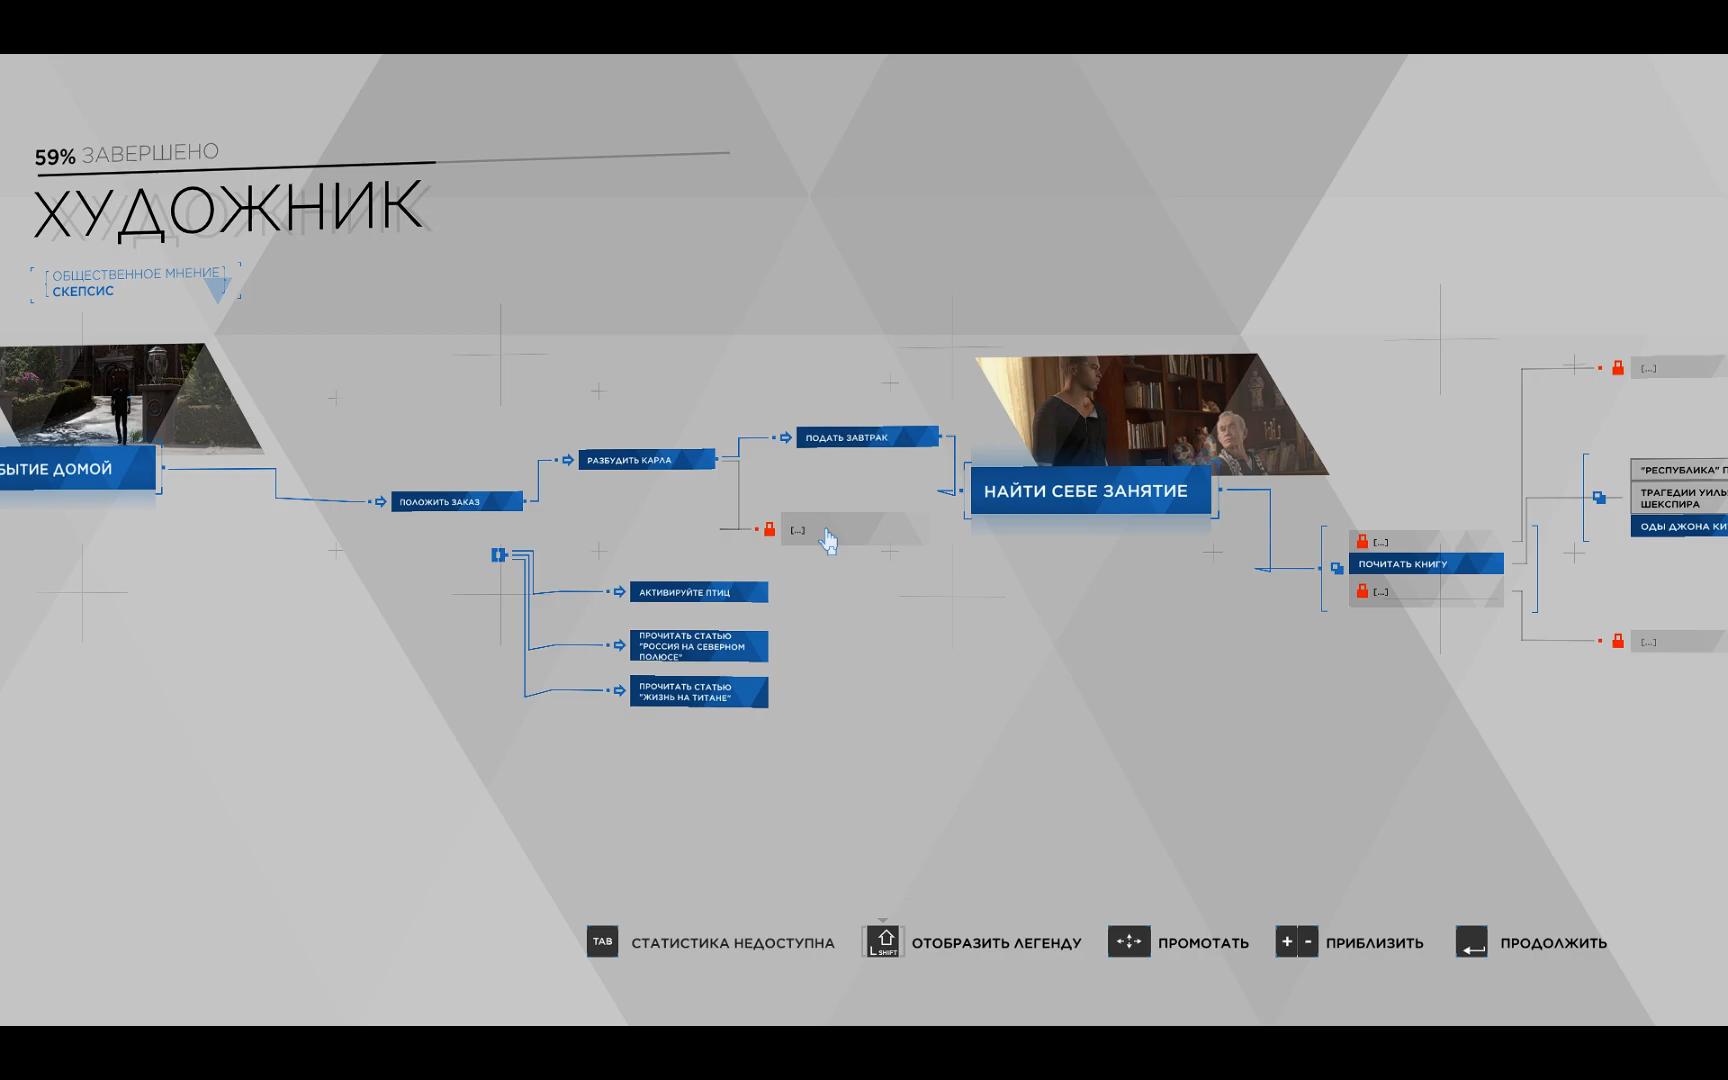 59% ЗАВЕРШЕНО
ХУДОЖНИК
ОБЩЕСТВЕННОЕ МНЕНИЕ
СКЕПСИС
БЫТИЕ ДОМОЙ
ПОЛОЖИТЬ ЗАКАЗ
РАЗБУДИТЬ КАРЛА
ПОДАТЬ ЗАВТРАК
[...]
АКТИВИРУЙТЕ ПТИЦ
ПРОЧИТАТЬ СТАТЬЮ
"РОССИЯ НА СЕВЕРНОМ
ПОЛЮСЕ"
ПРОЧИТАТЬ СТАТЬЮ
"ЖИЗНЬ НА ТИТАНЕ"
НАЙТИ СЕБЕ ЗАНЯТИЕ
[...]
ПОЧИТАТЬ КНИГУ
[...]
[...]
"РЕСПУБЛИКА" П
ТРАГЕДИИ УИЛЬ
ШЕКСПИРА
ОДЫ ДЖОНА КИ
[...]
TAB СТАТИСТИКА НЕДОСТУПНА
L SHIFT ОТОБРАЗИТЬ ЛЕГЕНДУ
ПРОМОТАТЬ
+ - ПРИБЛИЗИТЬ
ПРОДОЛЖИТЬ